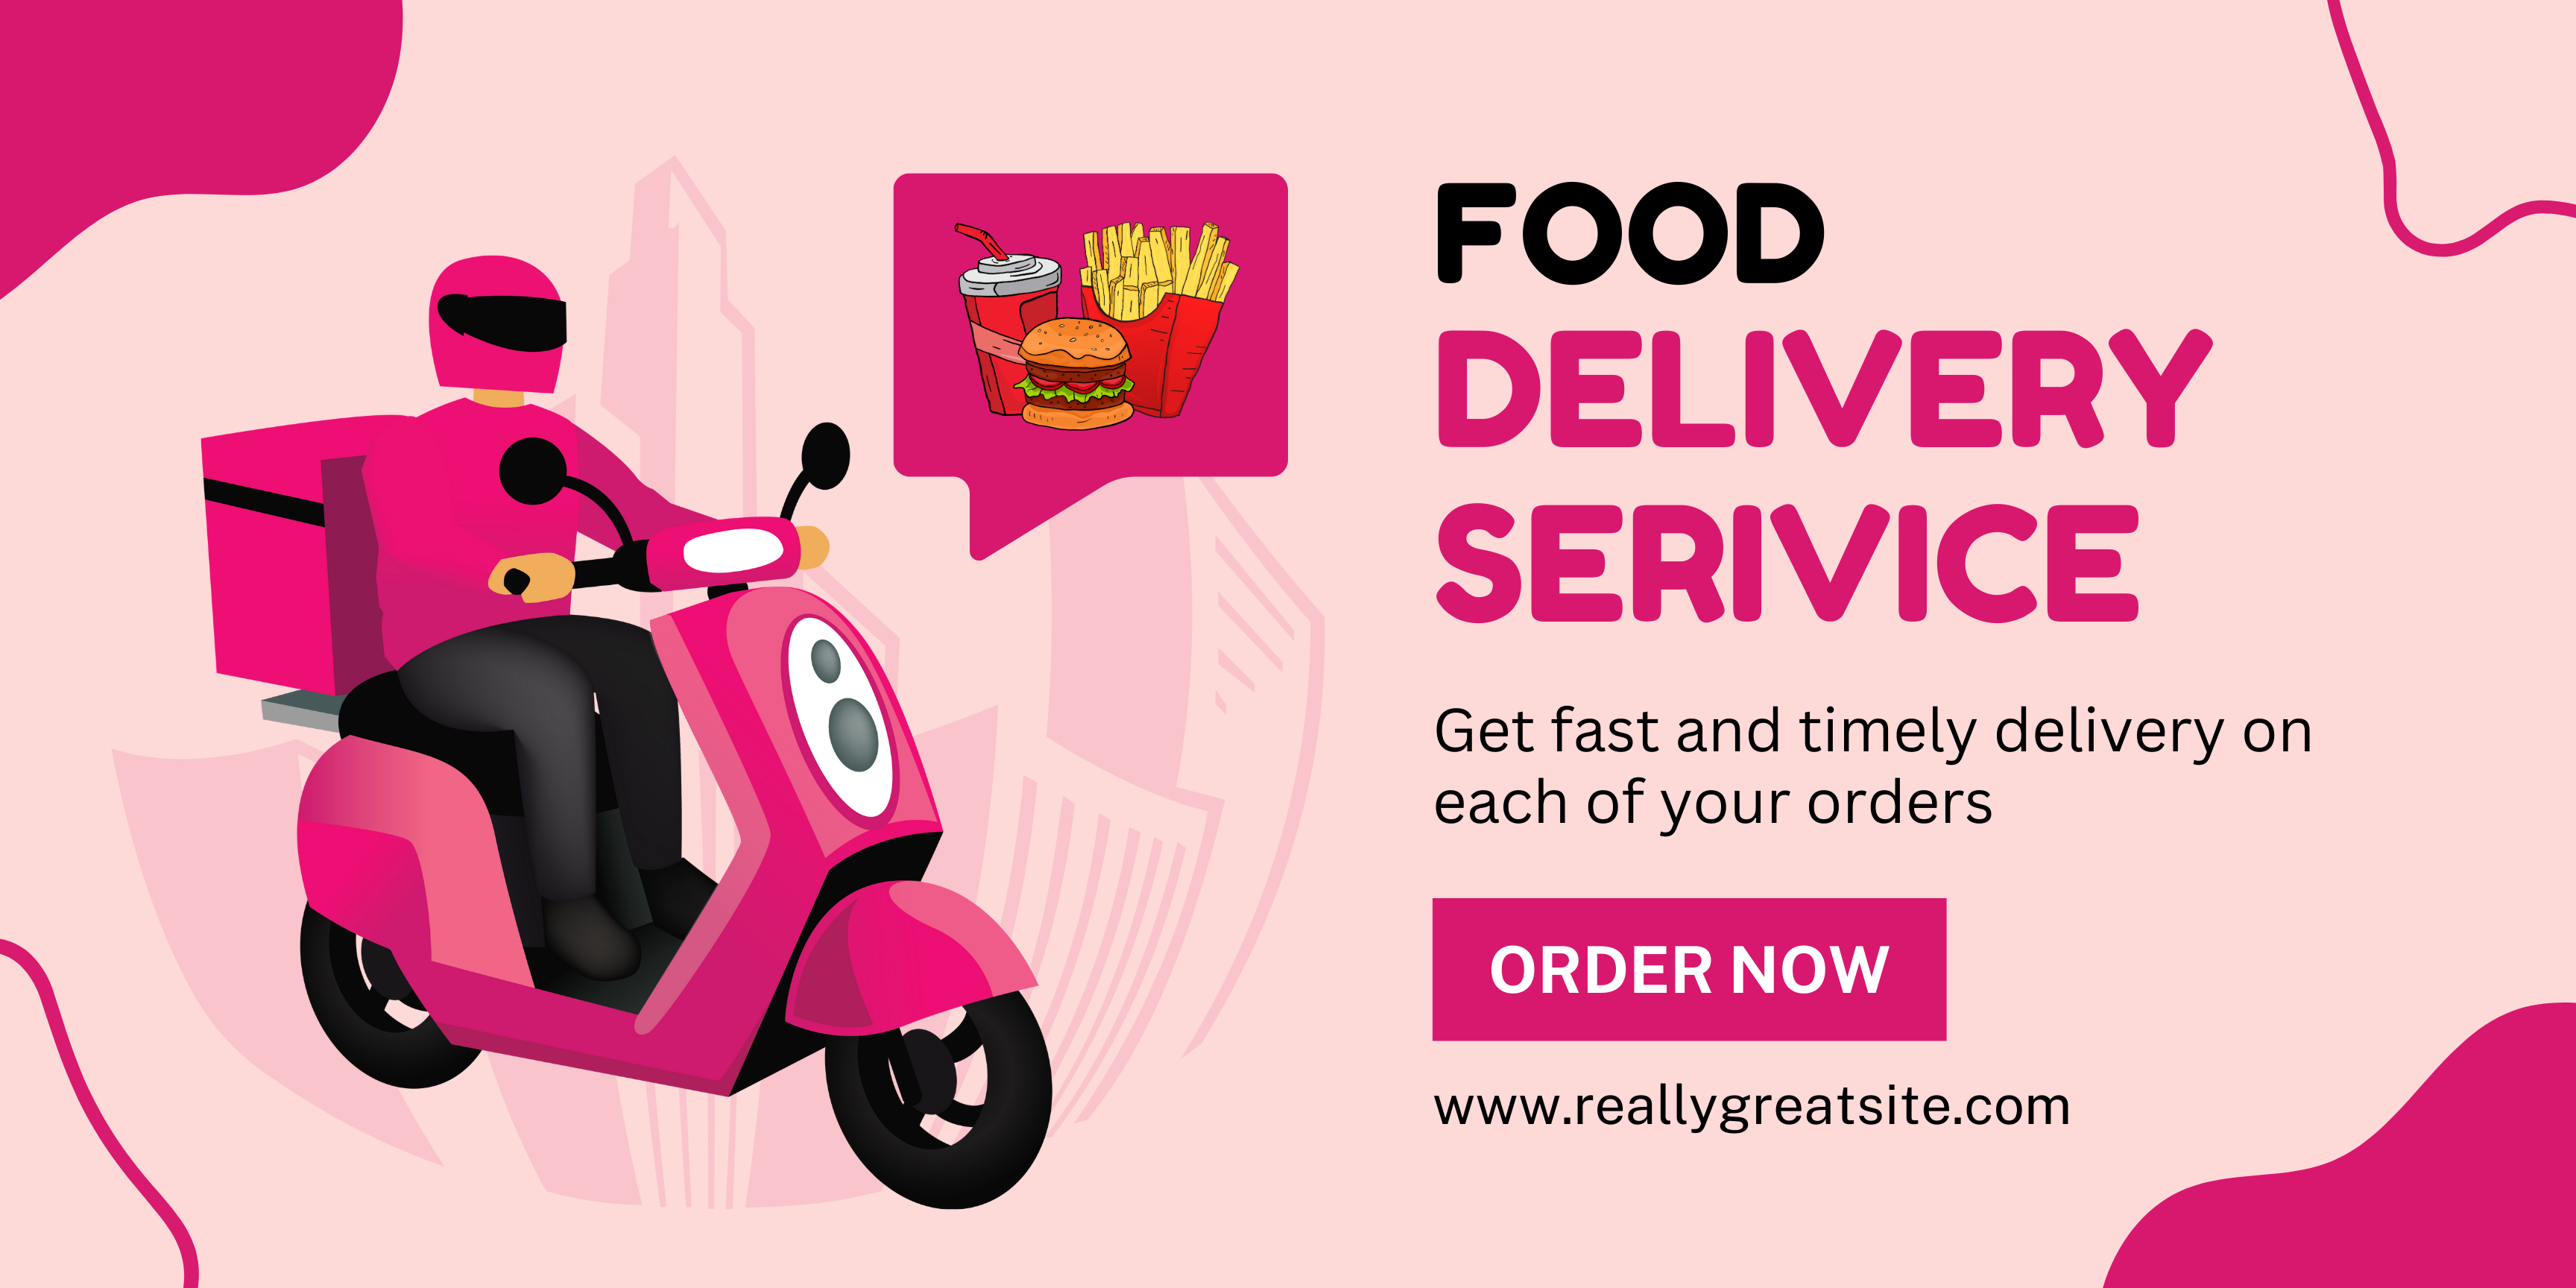 FOOD
DELIVERY
SERIVICE
Get fast and timely delivery on
each of your orders
ORDER NOW
www.reallygreatsite.com